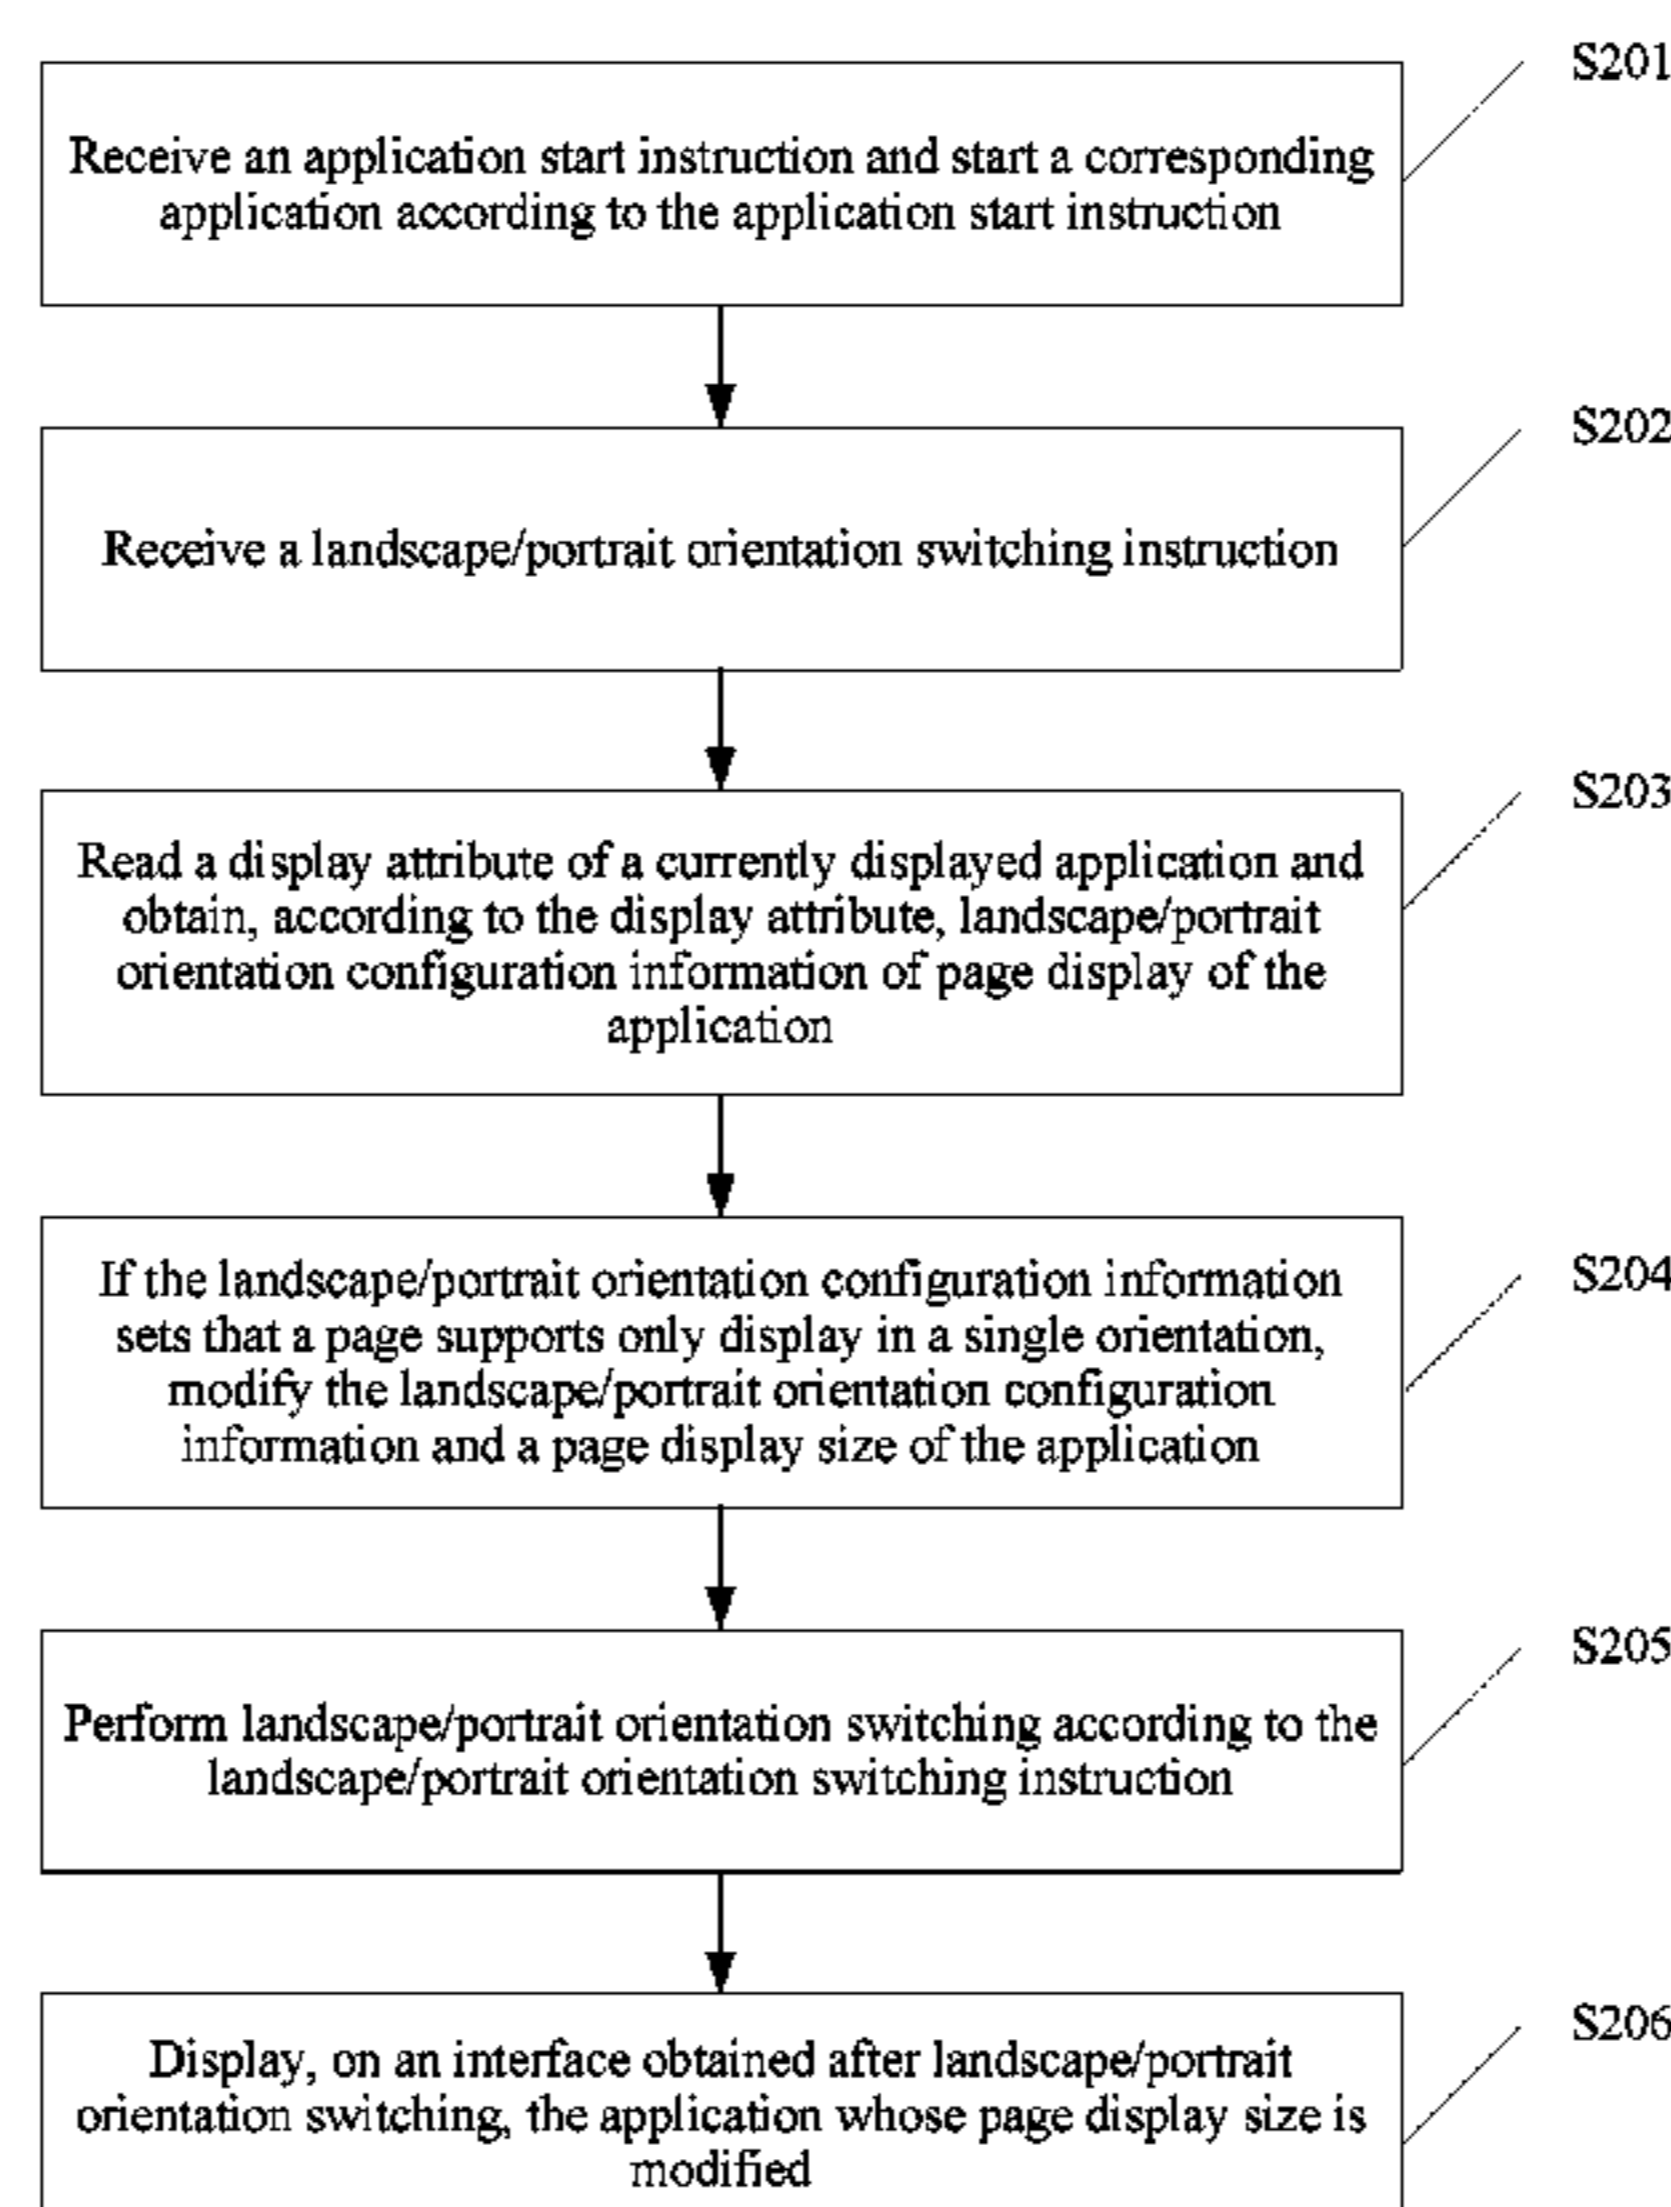 S201
Receive an application start instruction and start a corresponding
application according to the application start instruction
S202
Receive a landscape/portrait orientation switching instruction
S203
Read a display attribute of a currently displayed application and
obtain, according to the display attribute, landscape/portrait
orientation configuration information of page display of the
application
S204
If the landscape/portrait orientation configuration information
sets that a page supports only display in a single orientation,
modify the landscape/portrait orientation configuration
information and a page display size of the application
S205
Perform landscape/portrait orientation switching according to the
landscape/portrait orientation switching instruction
S206
Display, on an interface obtained after landscape/portrait
orientation switching, the application whose page display size is
modified